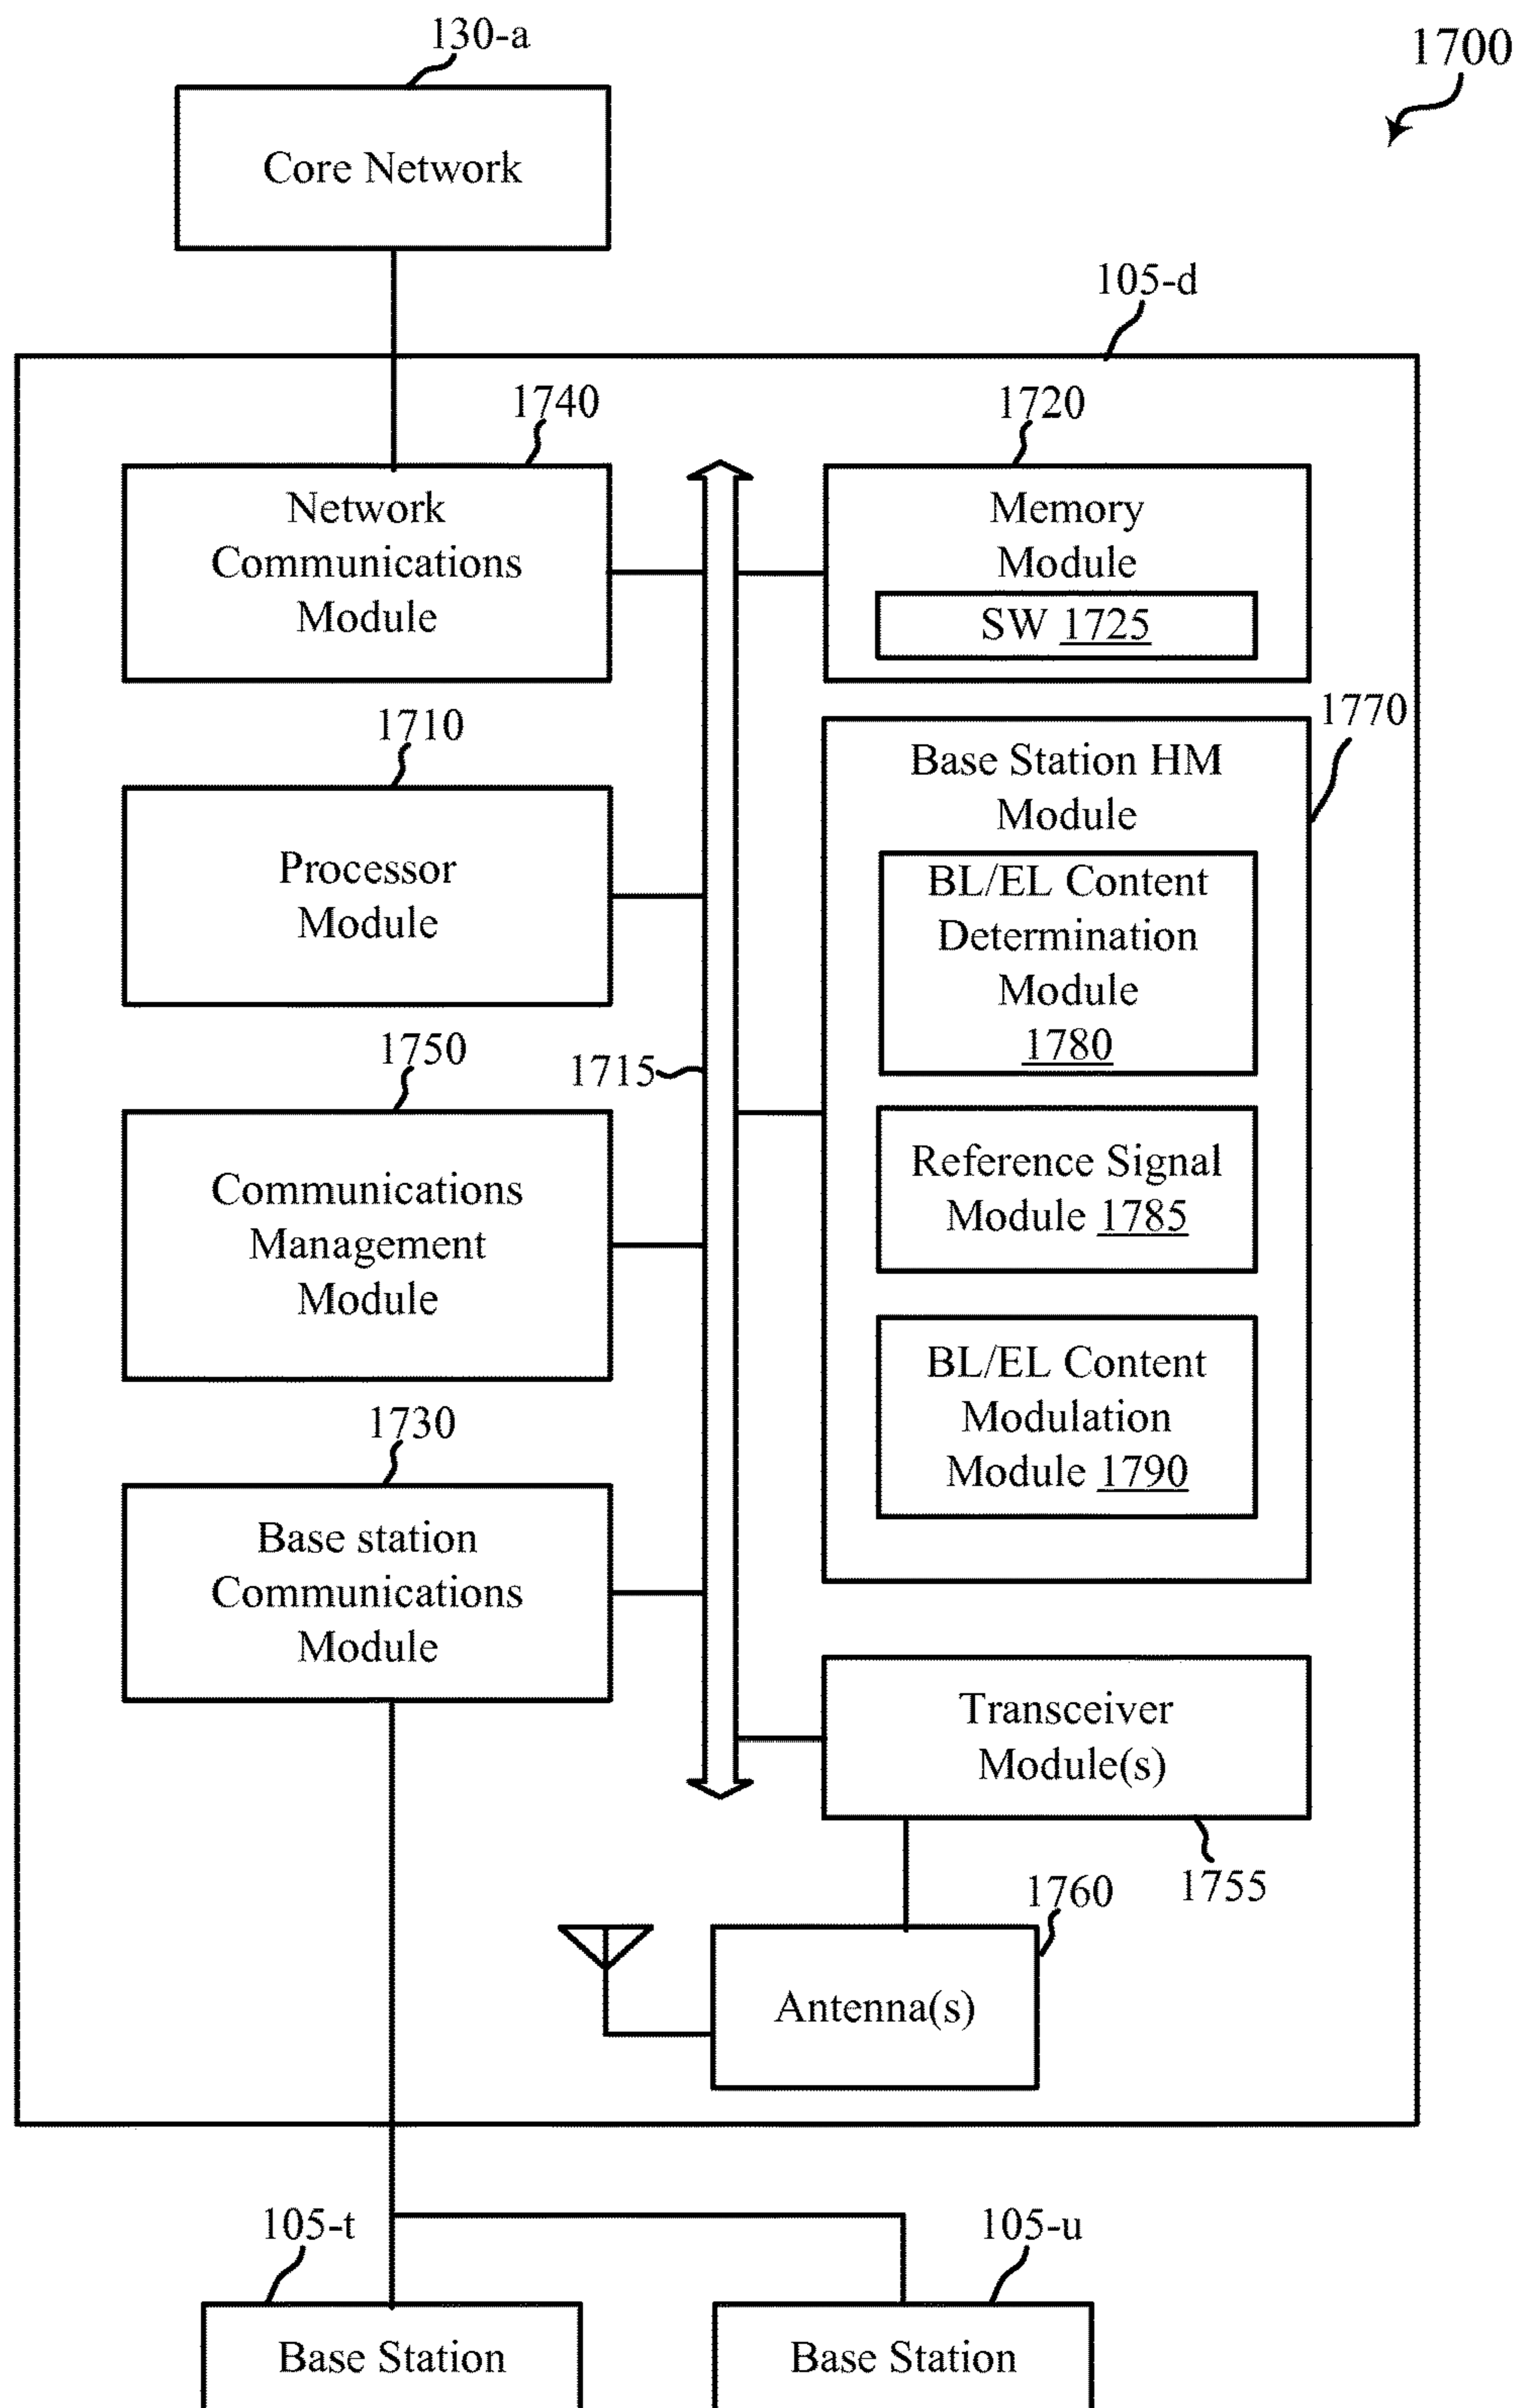 130-a
1700
Core Network
105-d
1740
1720
Network
Communications
Module
Memory
Module
SW 1725
1710
1770
Processor
Module
Base Station HM
Module
BL/EL Content
Determination
Module
1780
1750
1715
Communications
Management
Module
Reference Signal
Module 1785
BL/EL Content
Modulation
Module 1790
1730
Base station
Communications
Module
Transceiver
Module(s)
1755
1760
Antenna(s)
105-t
105-u
Base Station
Base Station